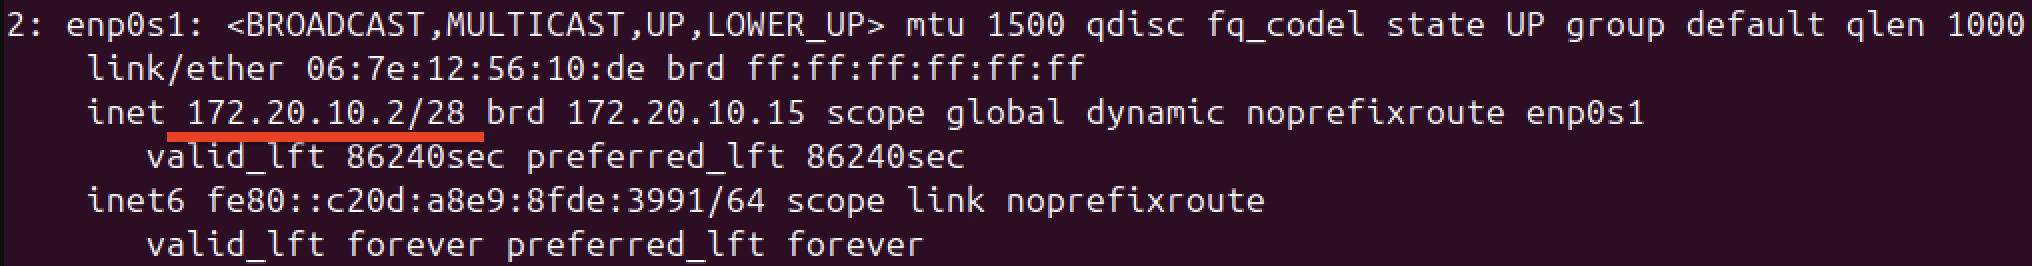 2: enp0s1: <BROADCAST,MULTICAST,UP,LOWER_UP> mtu 1500 qdisc fq_codel state UP group default qlen 1000
link/ether 06:7e:12:56:10:de brd ff:ff:ff:ff:ff:ff
inet 172.20.10.2/28 brd 172.20.10.15 scope global dynamic noprefixroute enp0s1
valid_lft 86240sec preferred_lft 86240sec
inet6 fe80::c20d:a8e9:8fde:3991/64 scope link noprefixroute
valid_lft forever preferred_lft forever